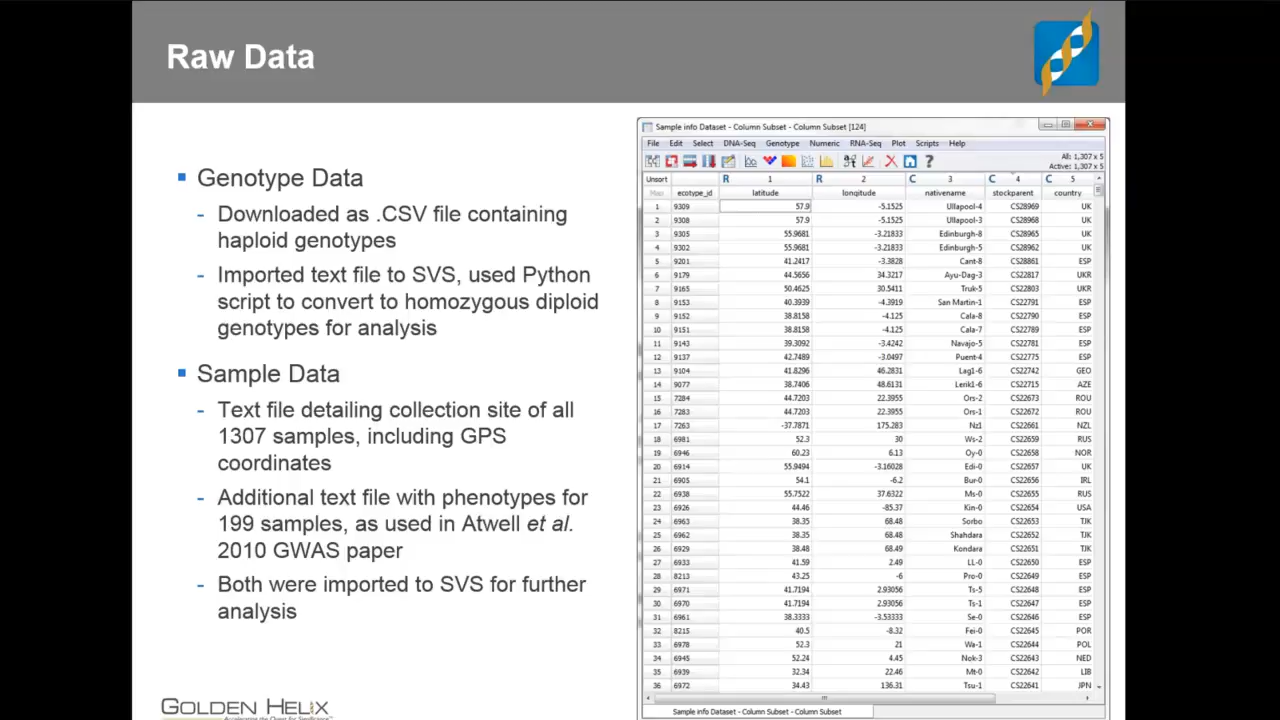 Raw Data
Genotype Data
- Downloaded as .CSV file containing
haploid genotypes
- Imported text file to SVS, used Python
script to convert to homozygous diploid
genotypes for analysis
Sample Data
- Text file detailing collection site of all
1307 samples, including GPS
coordinates
- Additional text file with phenotypes for
199 samples, as used in Atwell et al.
2010 GWAS paper
- Both were imported to SVS for further
analysis
GOLDEN HELIX
Accelerating the Quest for Significance™
Sample info Dataset - Column Subset - Column Subset [124]
File Edit Select DNA-Seq Genotype Numeric RNA-Seq Plot Scripts Help
All: 1,307 x 5
Active: 1,307 x 5
Unsort R 1 R 2 C 3 C 4 C 5
Map ecotype_id latitude longitude nativename stockparent country
1 9309 57.9 -5.1525 Ullapool-4 CS28969 UK
2 9308 57.9 -5.1525 Ullapool-3 CS28968 UK
3 9305 55.9681 -3.21833 Edinburgh-8 CS28965 UK
4 9302 55.9681 -3.21833 Edinburgh-5 CS28962 UK
5 9201 41.2417 -3.3828 Cant-8 CS28861 ESP
6 9179 44.5656 34.3217 Ayu-Dag-3 CS22817 UKR
7 9165 50.4625 30.5411 Truk-5 CS22803 UKR
8 9153 40.3939 -4.3919 San Martin-1 CS22791 ESP
9 9152 38.8158 -4.125 Cala-8 CS22790 ESP
10 9151 38.8158 -4.125 Cala-7 CS22789 ESP
11 9143 39.3092 -3.4242 Navajo-5 CS22781 ESP
12 9137 42.7489 -3.0497 Puent-4 CS22775 ESP
13 9104 41.8296 46.2831 Lag1-6 CS22742 GEO
14 9077 38.7406 48.6131 Lerik1-6 CS22715 AZE
15 7284 44.7203 22.3955 Ors-2 CS22673 ROU
16 7283 44.7203 22.3955 Ors-1 CS22672 ROU
17 7263 -37.7871 175.283 Nz1 CS22661 NZL
18 6981 52.3 30 Ws-2 CS22659 RUS
19 6946 60.23 6.13 Oy-0 CS22658 NOR
20 6914 55.9494 -3.16028 Edi-0 CS22657 UK
21 6905 54.1 -6.2 Bur-0 CS22656 IRL
22 6938 55.7522 37.6322 Ms-0 CS22655 RUS
23 6926 44.46 -85.37 Kin-0 CS22654 USA
24 6963 38.35 68.48 Sorbo CS22653 TJK
25 6962 38.35 68.48 Shahdara CS22652 TJK
26 6929 38.48 68.49 Kondara CS22651 TJK
27 6933 41.59 2.49 LL-0 CS22650 ESP
28 8213 43.25 -6 Pro-0 CS22649 ESP
29 6971 41.7194 2.93056 Ts-5 CS22648 ESP
30 6970 41.7194 2.93056 Ts-1 CS22647 ESP
31 6961 38.3333 -3.53333 Se-0 CS22646 ESP
32 8215 40.5 -8.32 Fei-0 CS22645 POR
33 6978 52.3 21 Wa-1 CS22644 POL
34 6945 52.24 4.45 Nok-3 CS22643 NED
35 6939 32.34 22.46 Mt-0 CS22642 LIB
36 6972 34.43 136.31 Tsu-1 CS22641 JPN
Sample info Dataset - Column Subset - Column Subset